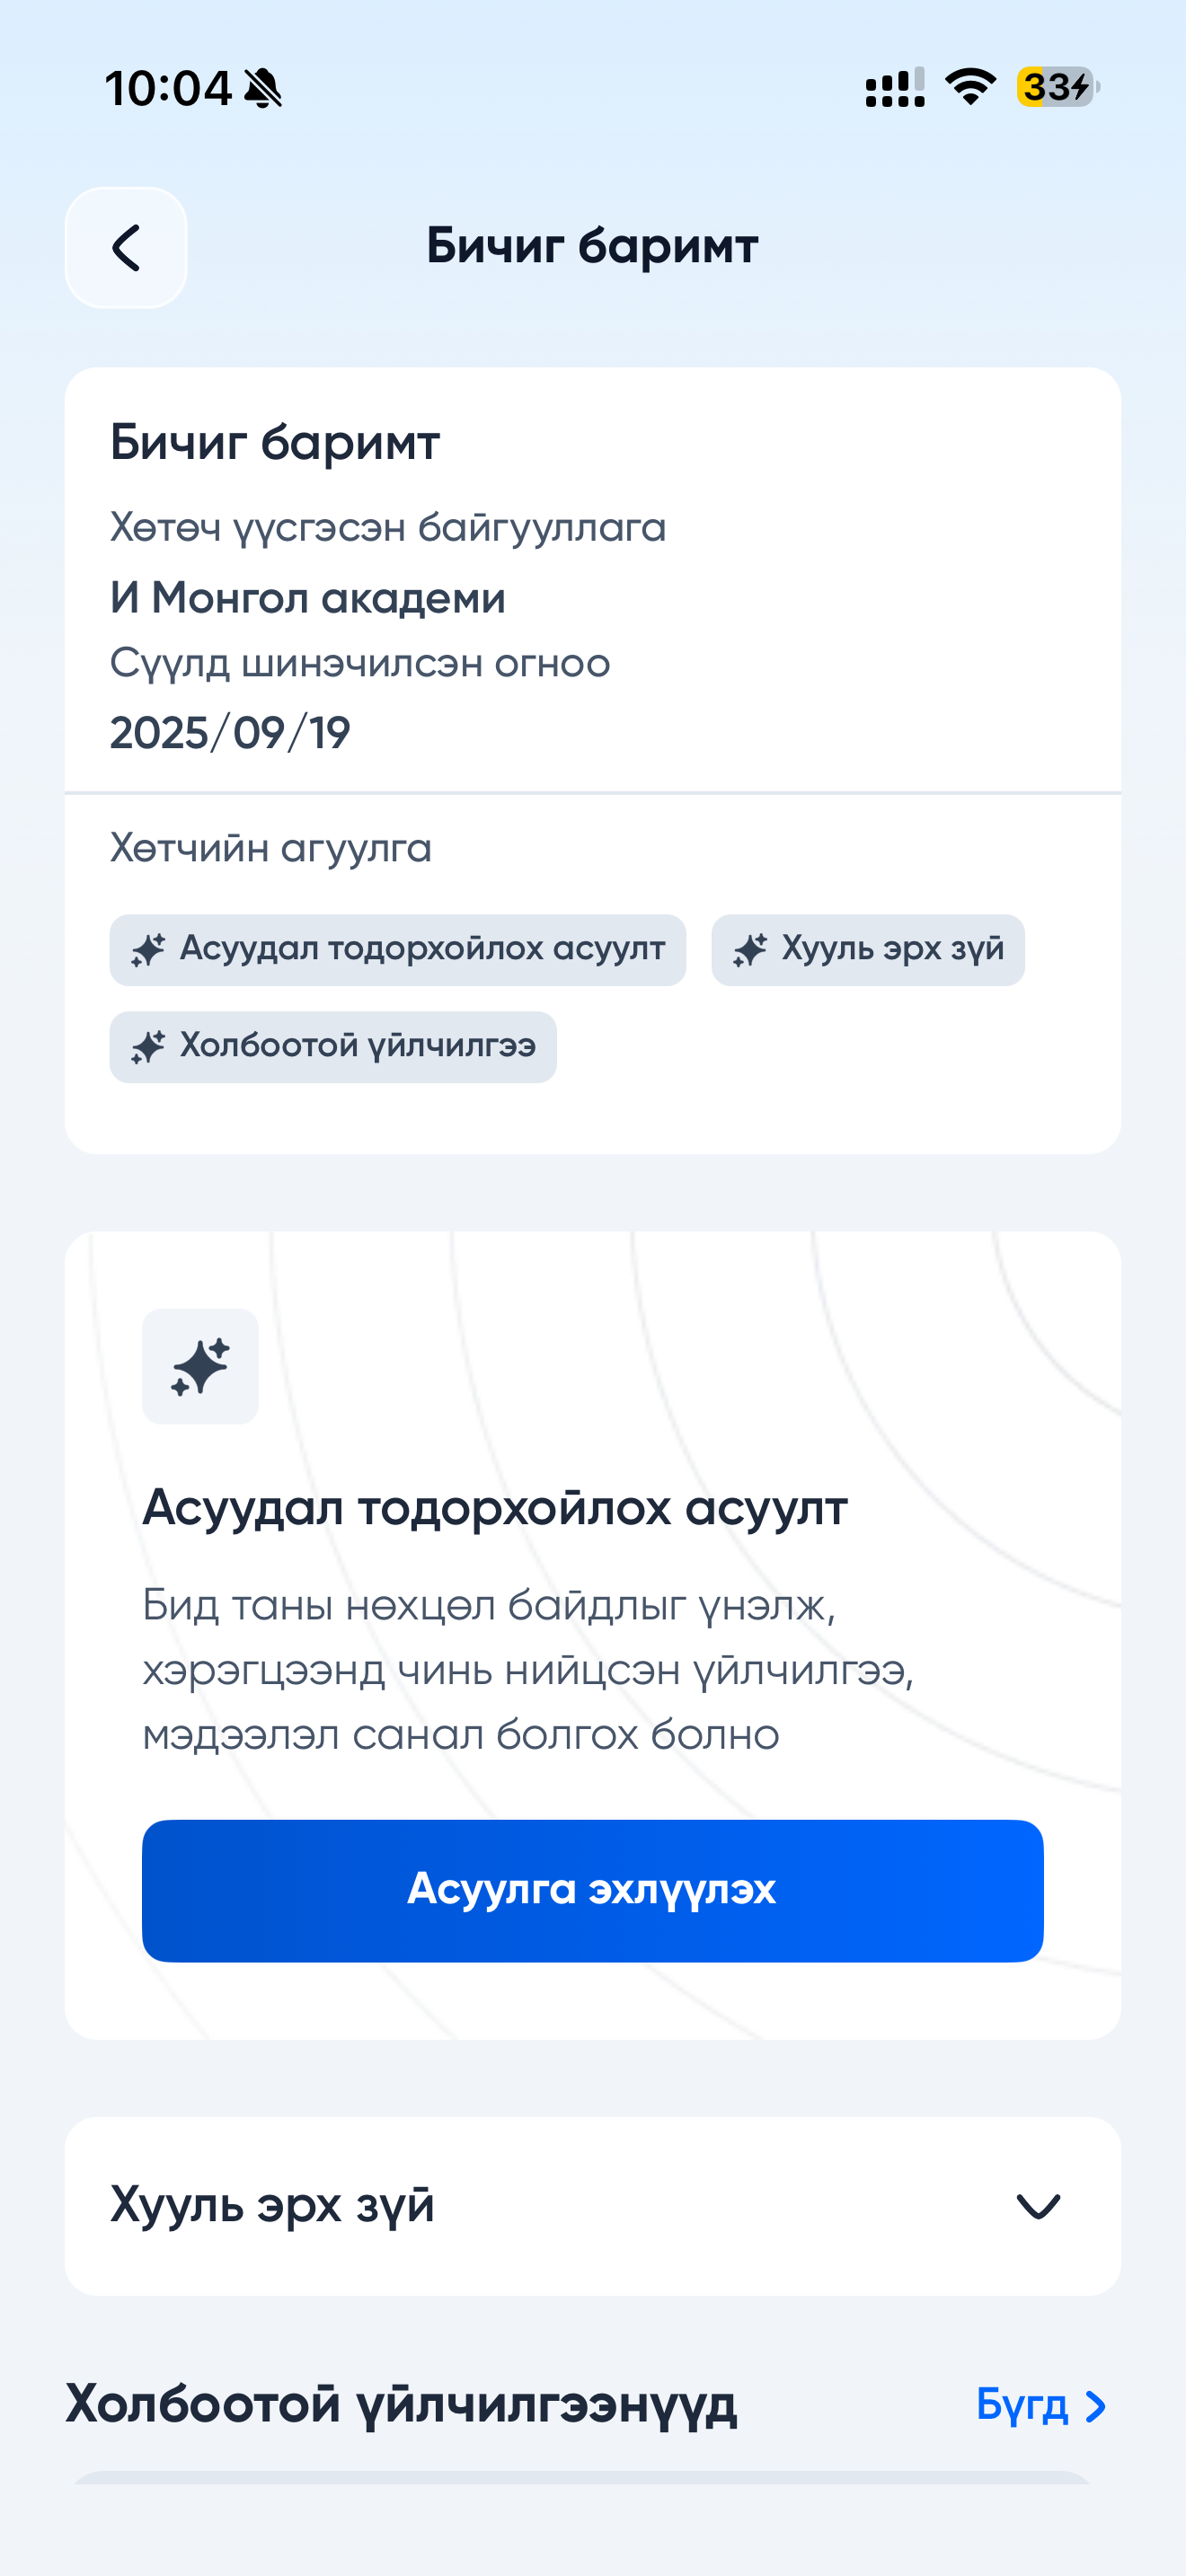 10:04
33
Бичиг баримт
Бичиг баримт
Хөтөч үүсгэсэн байгууллага
И Монгол академи
Сүүлд шинэчилсэн огноо
2025/09/19
Хөтчийн агуулга
Асуудал тодорхойлох асуулт
Хууль эрх зүй
Холбоотой үйлчилгээ
Асуудал тодорхойлох асуулт
Бид таны нөхцөл байдлыг үнэлж,
хэрэгцээнд чинь нийцсэн үйлчилгээ,
мэдээлэл санал болгох болно
Асуулга эхлүүлэх
Хууль эрх зүй
Холбоотой үйлчилгээнүүд
Бүгд